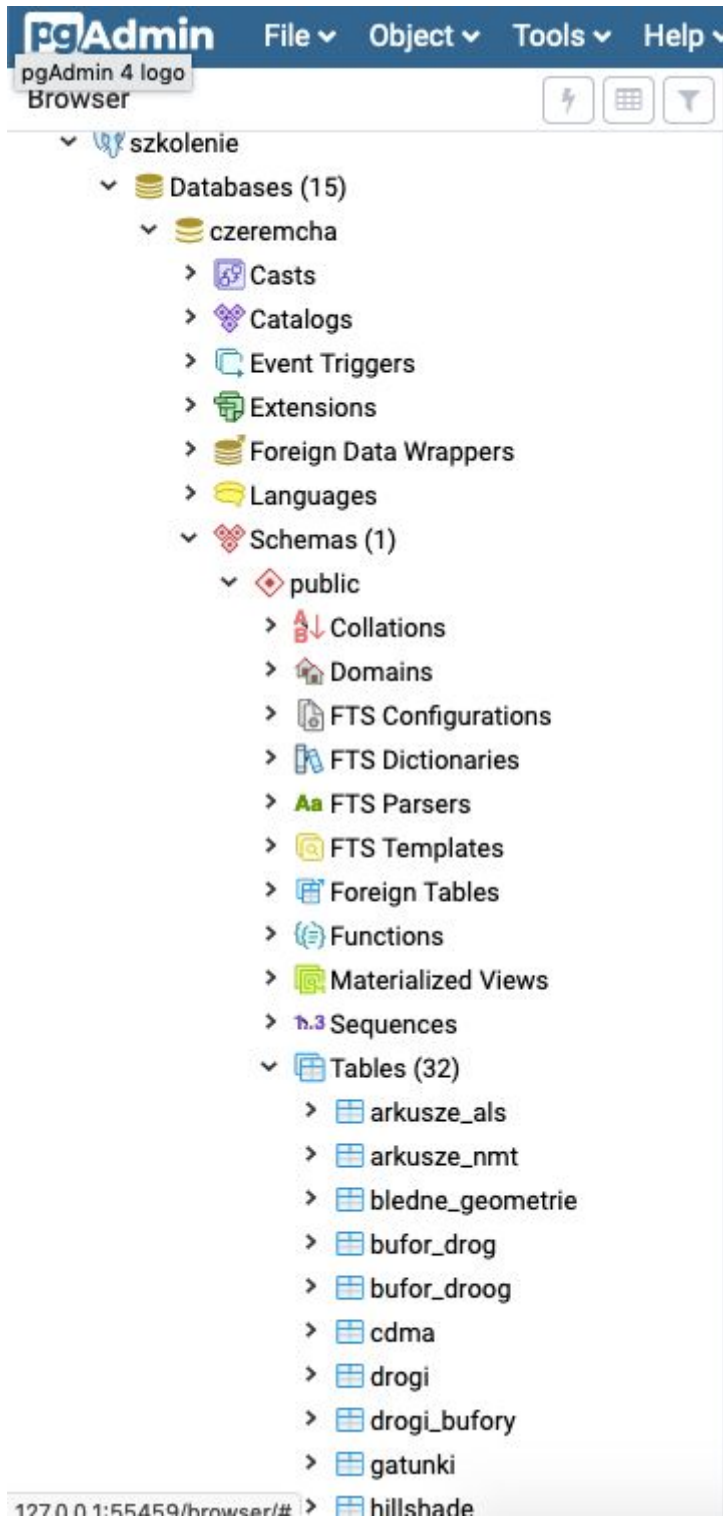 pgAdmin File Object Tools Help
pgAdmin 4 logo
Browser
szkolenie
Databases (15)
czeremcha
Casts
Catalogs
Event Triggers
Extensions
Foreign Data Wrappers
Languages
Schemas (1)
public
Collations
Domains
FTS Configurations
FTS Dictionaries
Aa FTS Parsers
FTS Templates
Foreign Tables
Functions
Materialized Views
Sequences
Tables (32)
arkusze_als
arkusze_nmt
bledne_geometrie
bufor_drog
bufor_droog
cdma
drogi
drogi_bufory
gatunki
127.0.0.1:55459/browser/# hillshade